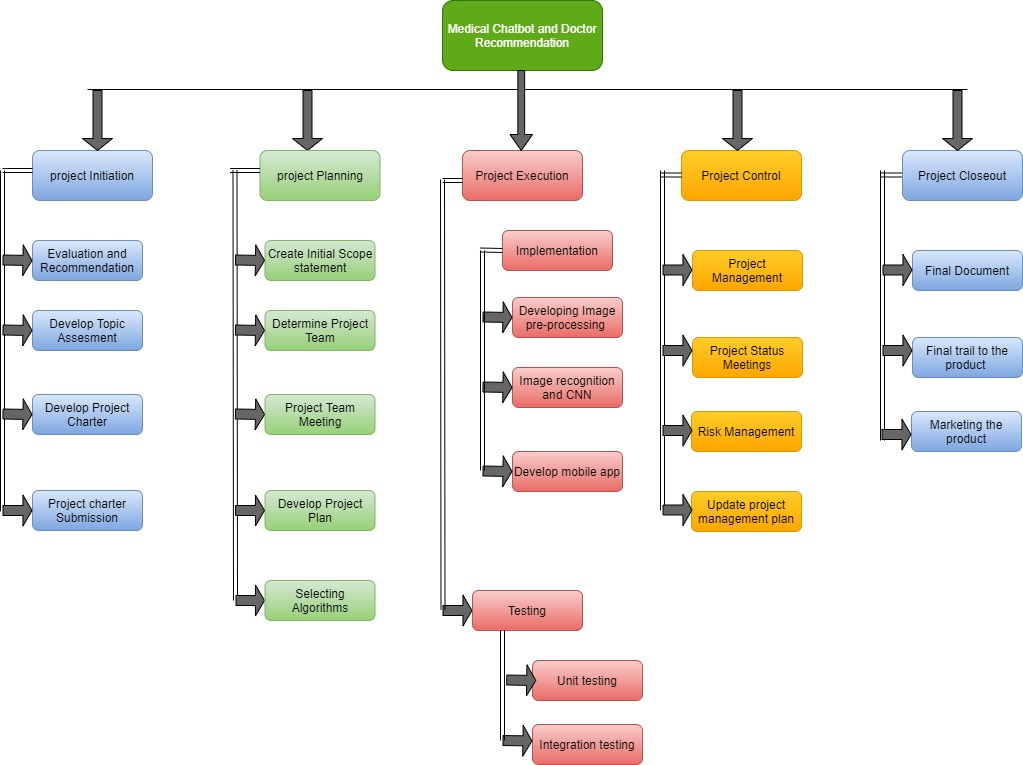 Medical Chatbot and Doctor
Recommendation
project Initiation
Evaluation and
Recommendation
Develop Topic
Assesment
Develop Project
Charter
Project charter
Submission
project Planning
Create Initial Scope
statement
Determine Project
Team
Project Team
Meeting
Develop Project
Plan
Selecting
Algorithms
Project Execution
Implementation
Developing Image
pre-processing
Image recognition
and CNN
Develop mobile app
Testing
Unit testing
Integration testing
Project Control
Project
Management
Project Status
Meetings
Risk Management
Update project
management plan
Project Closeout
Final Document
Final trail to the
product
Marketing the
product